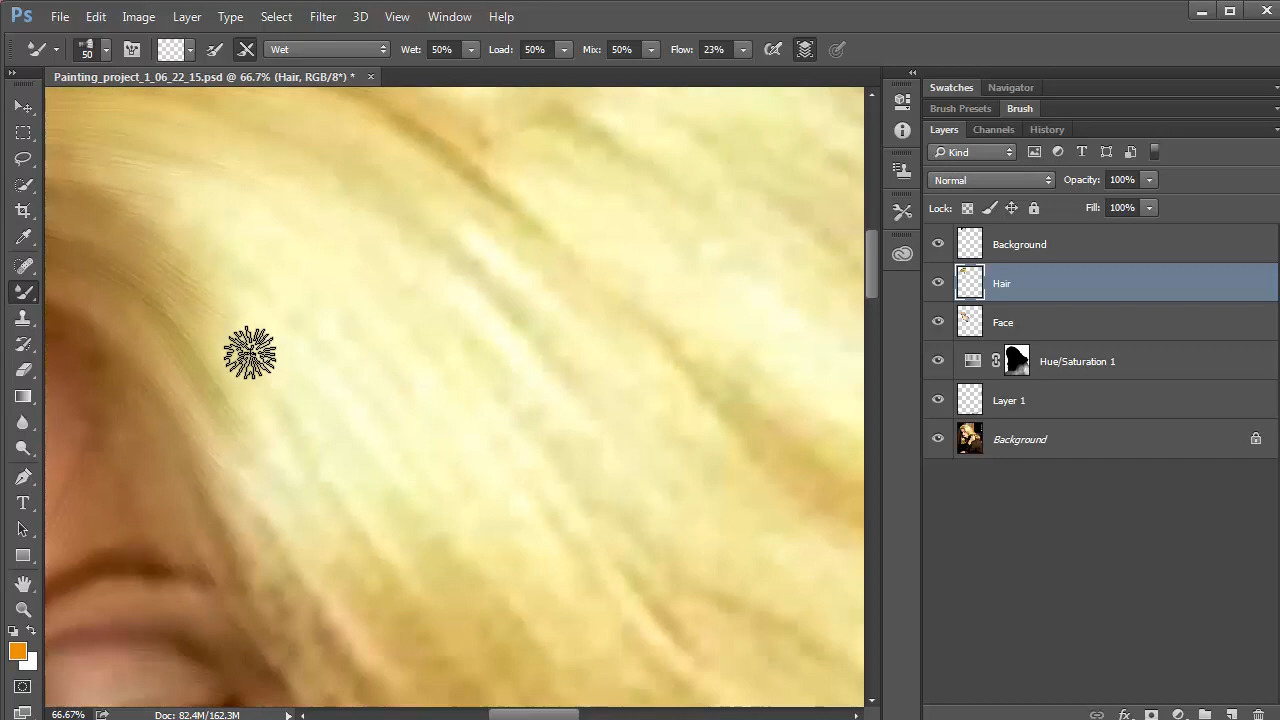 Ps File Edit Image Layer Type Select Filter 3D View Window Help
50 Wet Wet: 50% Load: 50% Mix: 50% Flow: 23%
Painting_project_1_06_22_15.psd @ 66.7% (Hair, RGB/8*) * ×
Swatches Navigator
Brush Presets Brush
Layers Channels History
Kind
Normal Opacity: 100%
Lock: Fill: 100%
Background
Hair
Face
Hue/Saturation 1
Layer 1
Background
66.67% Doc: 82.4M/162.3M